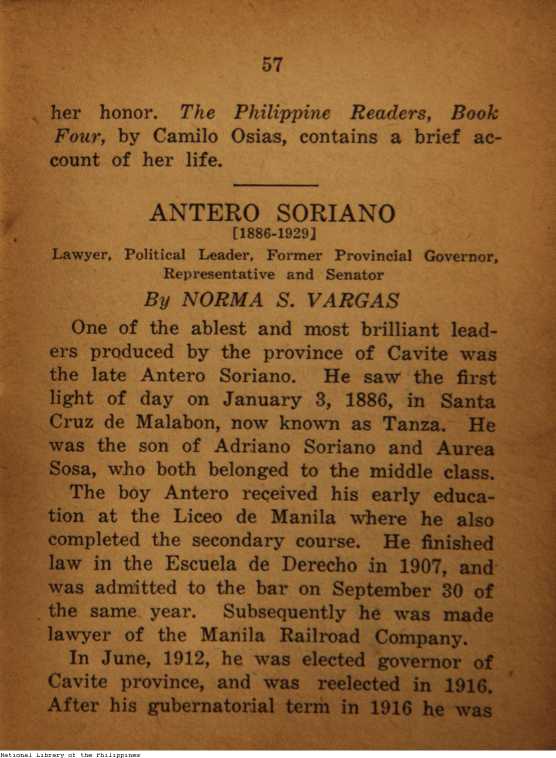 57
her honor. The Philippine Readers, Book
Four, by Camilo Osias, contains a brief ac-
count of her life.
ANTERO SORIANO
[1886-1929]
Lawyer, Political Leader, Former Provincial Governor,
Representative and Senator
By NORMA S. VARGAS
One of the ablest and most brilliant lead-
ers produced by the province of Cavite was
the late Antero Soriano. He saw the first
light of day on January 3, 1886, in Santa
Cruz de Malabon, now known as Tanza. He
was the son of Adriano Soriano and Aurea
Sosa, who both belonged to the middle class.
The boy Antero received his early educa-
tion at the Liceo de Manila where he also
completed the secondary course. He finished
law in the Escuela de Derecho in 1907, and
was admitted to the bar on September 30 of
the same year. Subsequently he was made
lawyer of the Manila Railroad Company.
In June, 1912, he was elected governor of
Cavite province, and was reelected in 1916.
After his gubernatorial term in 1916 he was
National Library of the Philippines